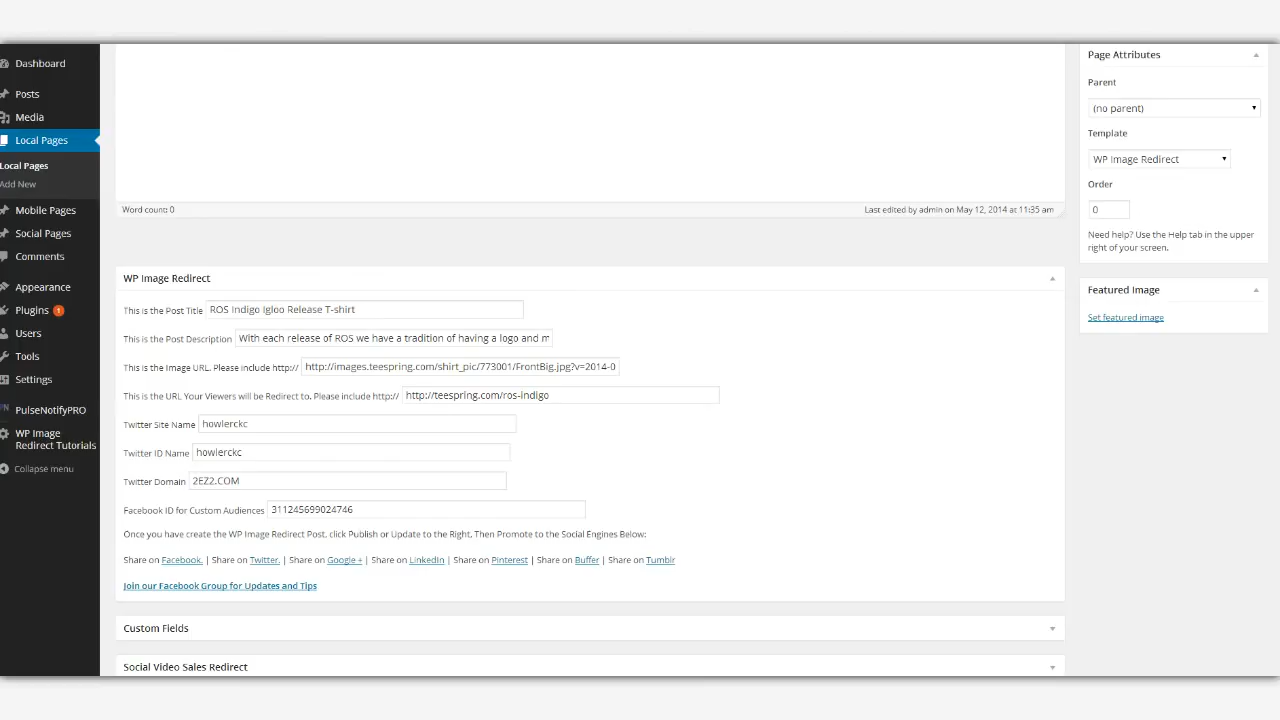 Dashboard
Posts
Media
Local Pages
Local Pages
Add New
Mobile Pages
Social Pages
Comments
Appearance
Plugins 1
Users
Tools
Settings
PN PulseNotifyPRO
WP Image
Redirect Tutorials
Collapse menu
Word count: 0
Last edited by admin on May 12, 2014 at 11:35 am
WP Image Redirect
This is the Post Title ROS Indigo Igloo Release T-shirt
This is the Post Description With each release of ROS we have a tradition of having a logo and m
This is the Image URL. Please include http:// http://images.teespring.com/shirt_pic/773001/FrontBig.jpg?v=2014-0
This is the URL Your Viewers will be Redirect to. Please include http:// http://teespring.com/ros-indigo
Twitter Site Name howlerckc
Twitter ID Name howlerckc
Twitter Domain 2EZ2.COM
Facebook ID for Custom Audiences 311245699024746
Once you have create the WP Image Redirect Post, click Publish or Update to the Right, Then Promote to the Social Engines Below:
Share on Facebook. | Share on Twitter. | Share on Google + | Share on Linkedin | Share on Pinterest | Share on Buffer | Share on Tumblr
Join our Facebook Group for Updates and Tips
Custom Fields
Social Video Sales Redirect
Page Attributes
Parent
(no parent)
Template
WP Image Redirect
Order
0
Need help? Use the Help tab in the upper
right of your screen.
Featured Image
Set featured image